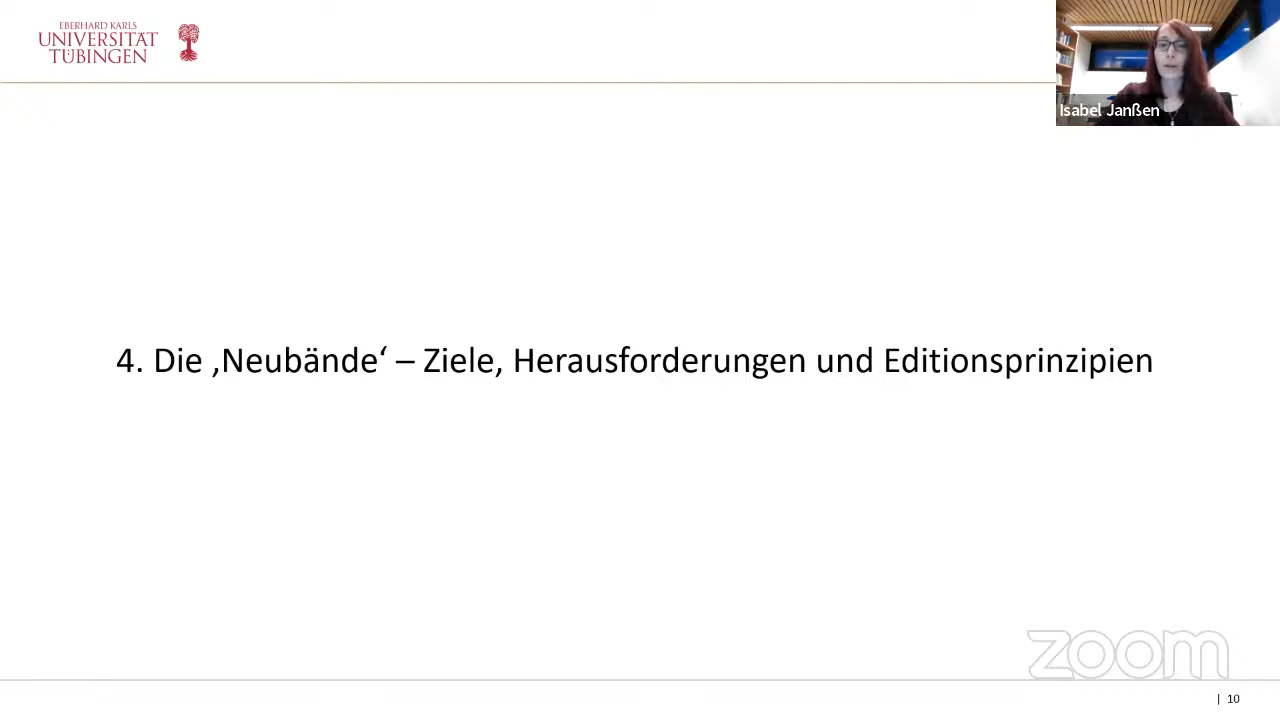 EBERHARD KARLS
UNIVERSITÄT
TÜBINGEN
Isabel Janßen
4. Die ‚Neubände‘ – Ziele, Herausforderungen und Editionsprinzipien
zoom
| 10